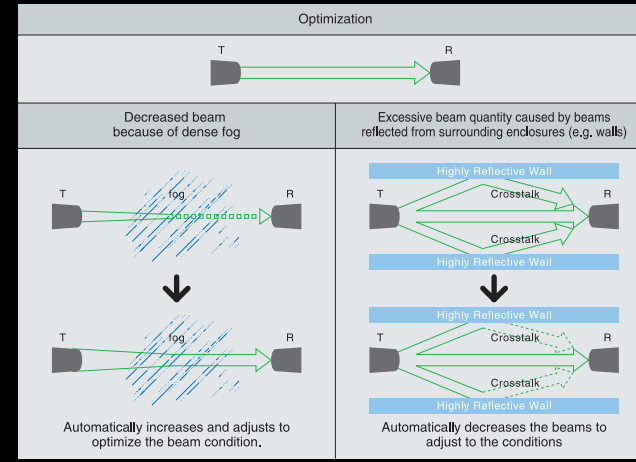 Optimization
T R
Decreased beam
because of dense fog
Excessive beam quantity caused by beams
reflected from surrounding enclosures (e.g. walls)
T fog R
Highly Reflective Wall
T Crosstalk R
Crosstalk
Highly Reflective Wall
T fog R
Highly Reflective Wall
T Crosstalk R
Crosstalk
Highly Reflective Wall
Automatically increases and adjusts to
optimize the beam condition.
Automatically decreases the beams to
adjust to the conditions